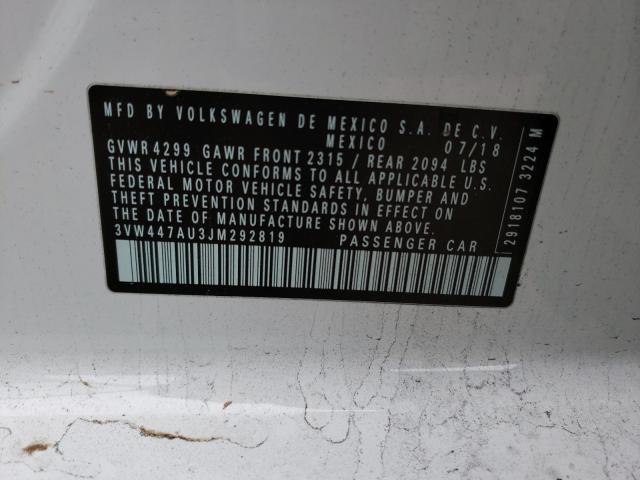 MFD BY VOLKSWAGEN DE MEXICO S.A. DE C.V.
MEXICO 07/18
GVWR 4299 GAWR FRONT 2315 / REAR 2094 LBS
THIS VEHICLE CONFORMS TO ALL APPLICABLE U.S.
FEDERAL MOTOR VEHICLE SAFETY, BUMPER AND
THEFT PREVENTION STANDARDS IN EFFECT ON
THE DATE OF MANUFACTURE SHOWN ABOVE.
3VW447AU3JM292819 PASSENGER CAR
2918107 3224 M